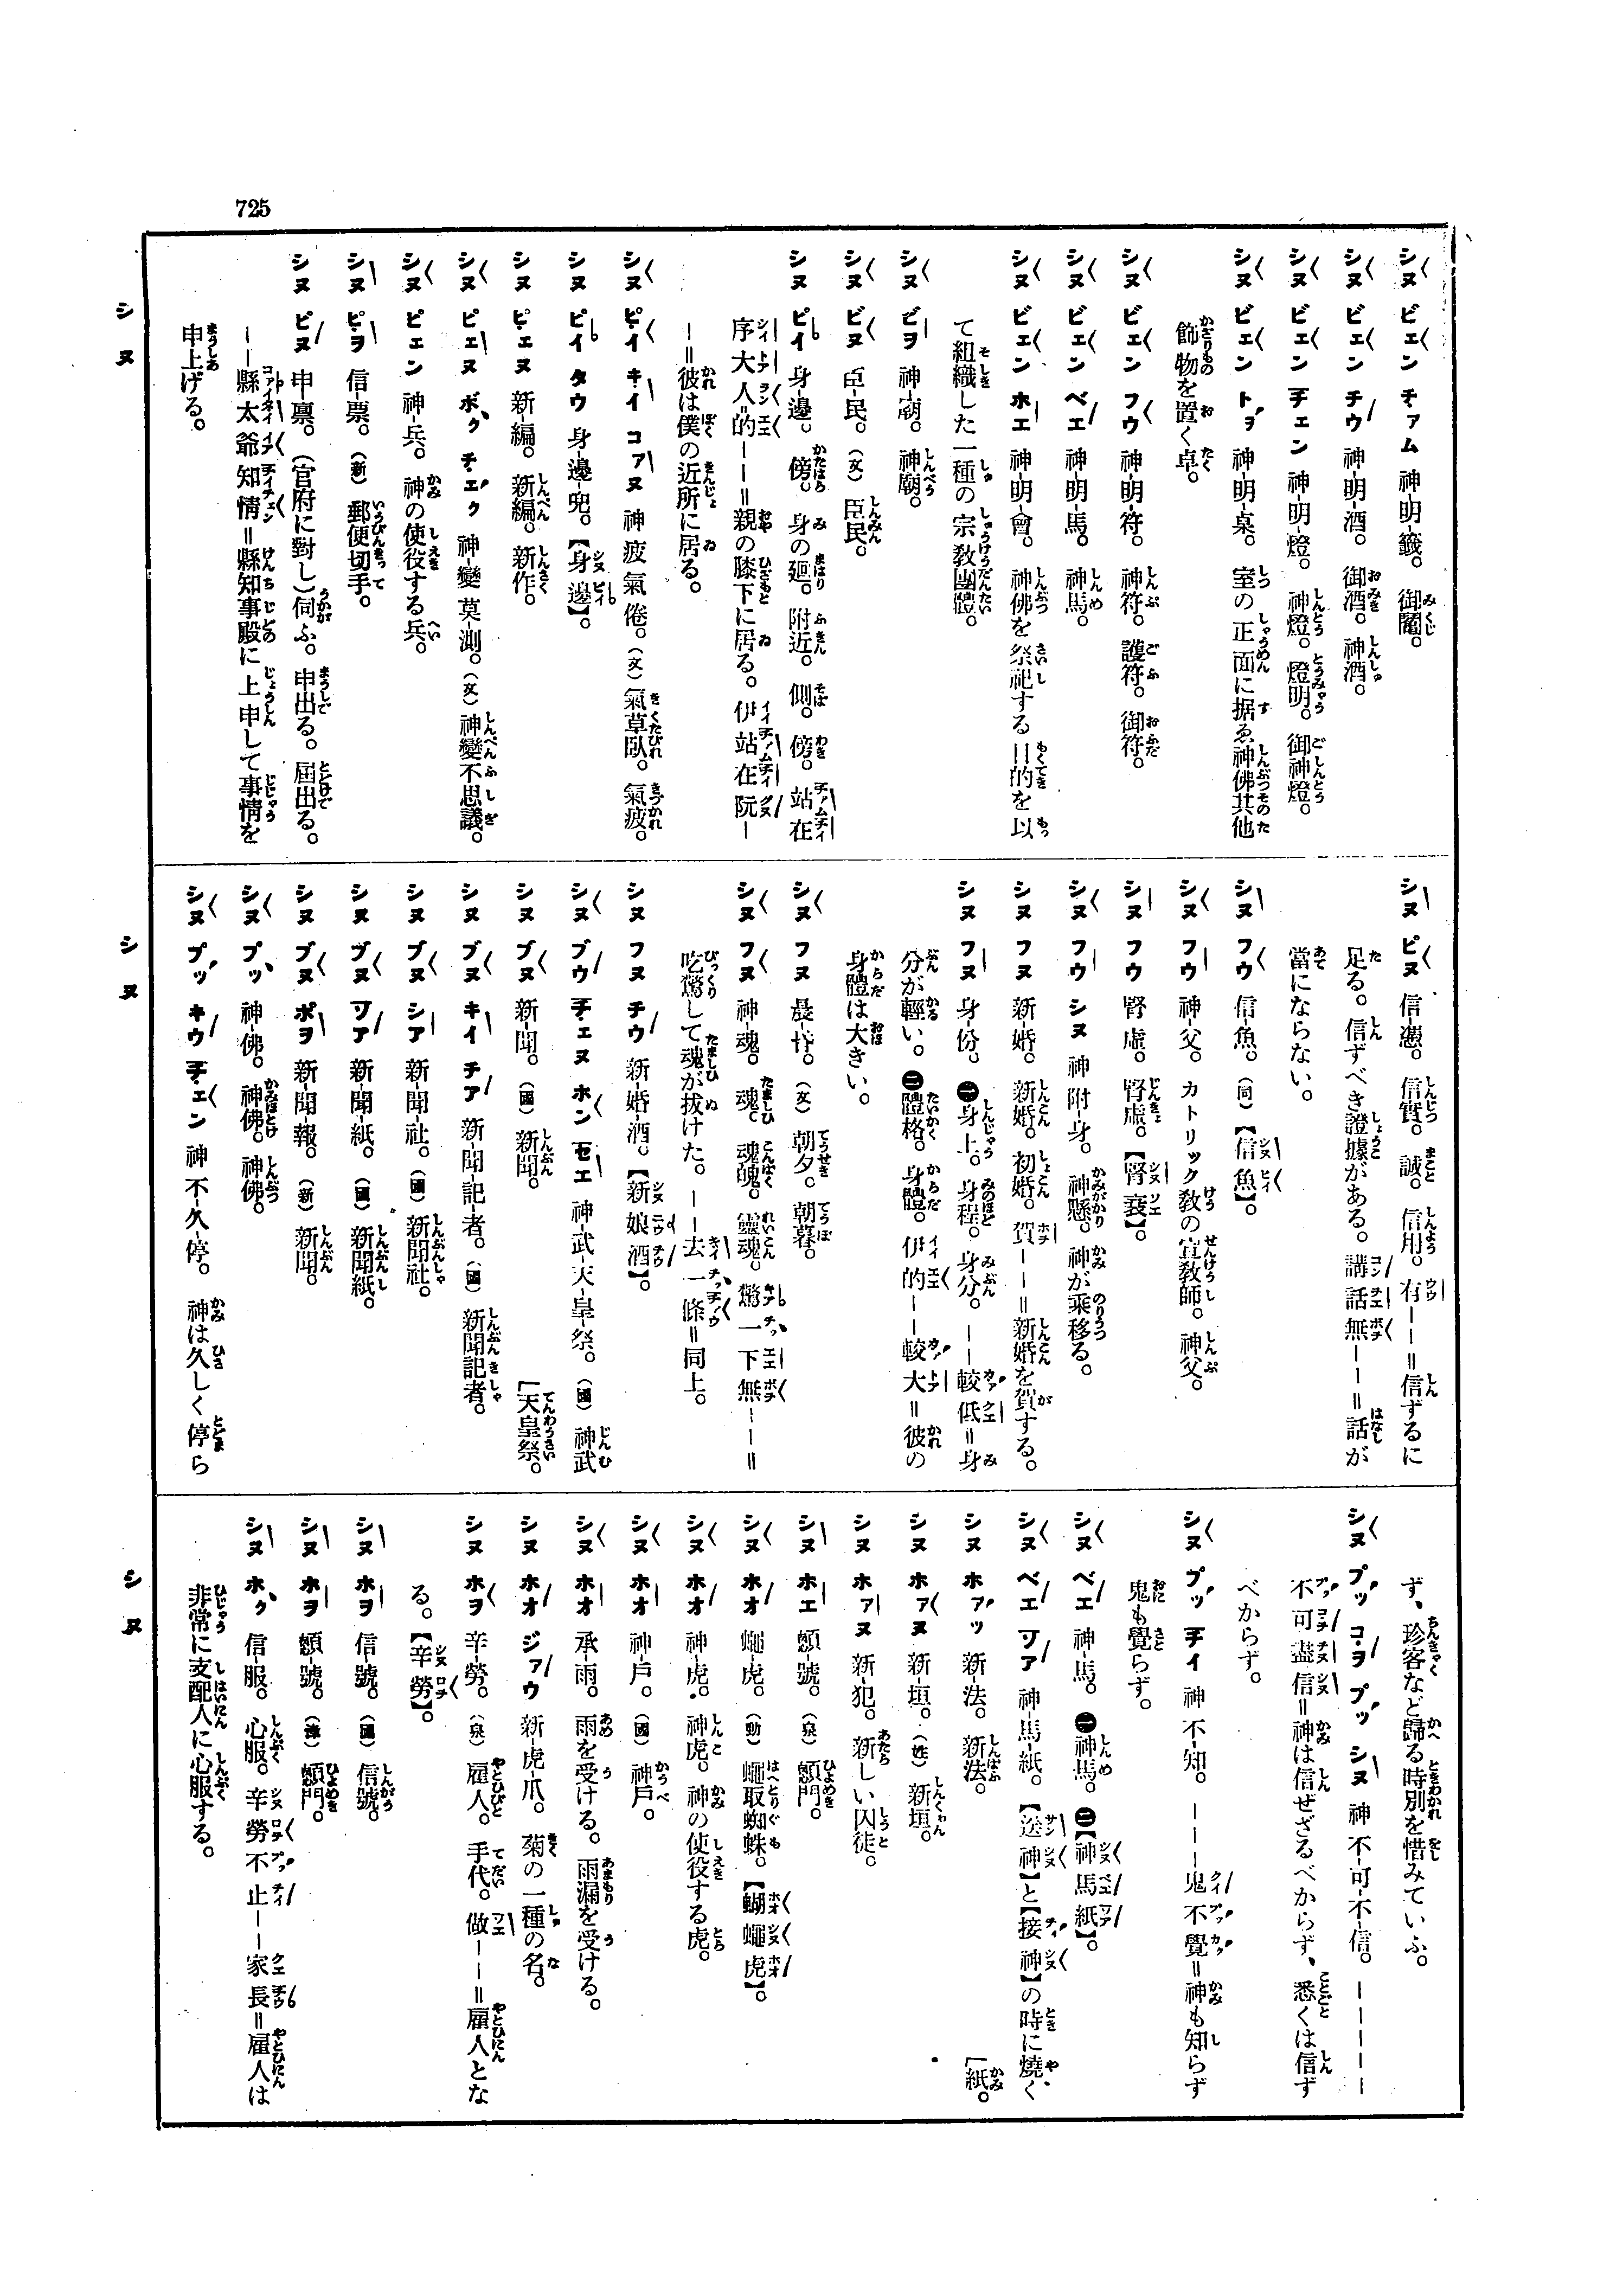 725
シヌ ビェン チァム 神-明-籤。 御鬮。
シヌ ビェン チウ 神-明-酒。 御酒。神酒。
シヌ ビェン チェン 神-明-燈。 神燈。燈明。御神燈。
シヌ ビェン トヲ 神-明-桌。 室の正面に据ゑ神佛其他
飾物を置く卓。
シヌ ビェン フウ 神-明-符。 神符。護符。御符。
シヌ ビェン ベエ 神-明-馬。 神馬。
シヌ ビェン ホエ 神-明-會。 神佛を祭祀する目的を以
て組織した一種の宗敎團體。
シヌ ビヲ 神-廟。 神廟。
シヌ ビヌ 臣-民。(文)臣民。
シヌ ピイ 身-邊。 傍。身の廻。附近。側。傍。站在
序大人=的−−=親の膝下に居る。伊站在阮−
−=彼は僕の近所に居る。
シヌ ピイ キイ コァヌ 神疲氣倦。(文)氣草臥。氣疲。
シヌ ピイ タウ 身-邊-兜。【身邊】。
シヌ ピェヌ 新-編。 新編。新作。
シヌ ピェヌ ボク チェク 神-變莫-測。(文)神變不思議。
シヌ ピェン 神-兵。 神の使役する兵。
シヌ ピヲ 信-票。(新)郵便切手。
シヌ ピヌ 申-禀。(官府に對し)伺ふ。申出る。屆出る。
−−縣太爺知情=縣知事殿に上申して事情を
申上げる。
シヌ
シヌ ピヌ 信-憑。 信實。誠。信用。有−−=信ずるに
足る。信ずべき證據がある。講話無−−=話が
當にならない。
シヌ フウ 信-魚。(同)【信魚】。
シヌ フウ 神-父。 カトリック敎の宣敎師。神父。
シヌ フウ 腎-虛。 腎虛。【腎衰】。
シヌ フウ シヌ 神附-身。 神懸。神が乘移る。
シヌ フヌ 新-婚。 新婚。初婚。賀−−=新婚を賀する。
シヌ フヌ 身-份。 ㊀身上。身程。身分。−−較低=身
分が輕い。㊁體格。身體。伊的−−較大=彼の
身體は大きい。
シヌ フヌ 晨-昏。(文)朝夕。朝暮。
シヌ フヌ 神-魂。 魂。魂魄。靈魂。驚一下無−−=
吃驚して魂が拔けた。−−去一條=同上。
シヌ フヌ チウ 新-婚-酒。【新娘酒】。
シヌ ブウ チェヌ ホン セエ 神-武-天-皇-祭。(國)神武
[天皇祭。
シヌ ブヌ 新-聞。(國)新聞。
シヌ ブヌ キイ チア 新-聞-記-者。(國)新聞記者。
シヌ ブヌ シア 新-聞-社。(國)新聞社。
シヌ ブヌ ツア 新-聞-紙。(國)新聞紙。
シヌ ブヌ ポヲ 新-聞-報。(新)新聞。
シヌ プッ 神-佛。 神佛。神佛。
シヌ プッ キウ チェン 神不-久-停。 神は久しく停ら
シヌ
ず、珍客など歸る時別を惜みていふ。
シヌ プッ コヲ プッ シヌ 神不-可-不-信。−−−−−
不可盡信=神は信ぜざるべからず、悉くは信ず
べからず。
シヌ プッ チイ 神不-知。−−−鬼不覺=神も知らず
鬼も覺らず。
シヌ ベエ 神-馬。 ㊀神馬。㊁【神馬紙】。
シヌ ベエ ツア 神-馬-紙。【送神】と【接神】の時に燒く
[紙。
シヌ ホァッ 新-法。 新法。
シヌ ホァヌ 新-垣。(姓)新垣。
シヌ ホァヌ 新-犯。 新しい囚徒。
シヌ ホエ 顖-號。(泉)顖門。
シヌ ホオ 蠅-虎。(動)蠅取蜘蛛。【蝴蠅虎】。
シヌ ホオ 神-虎。 神虎。神の使役する虎。
シヌ ホオ 神-戶。(國)神戶。
シヌ ホオ 承-雨。 雨を受ける。雨漏を受ける。
シヌ ホオ ジァウ 新-虎-爪。 菊の一種の名。
シヌ ホヲ 辛-勞。(泉)雇人。手代。做−−=雇人とな
る。【辛勞】。
シヌ ホヲ 信-號。(國)信號。
シヌ ホヲ 顖-號。(漳)顖門。
シヌ ホク 信-服。 心服。辛勞不止−−家長=雇人は
非常に支配人に心服する。
シヌ